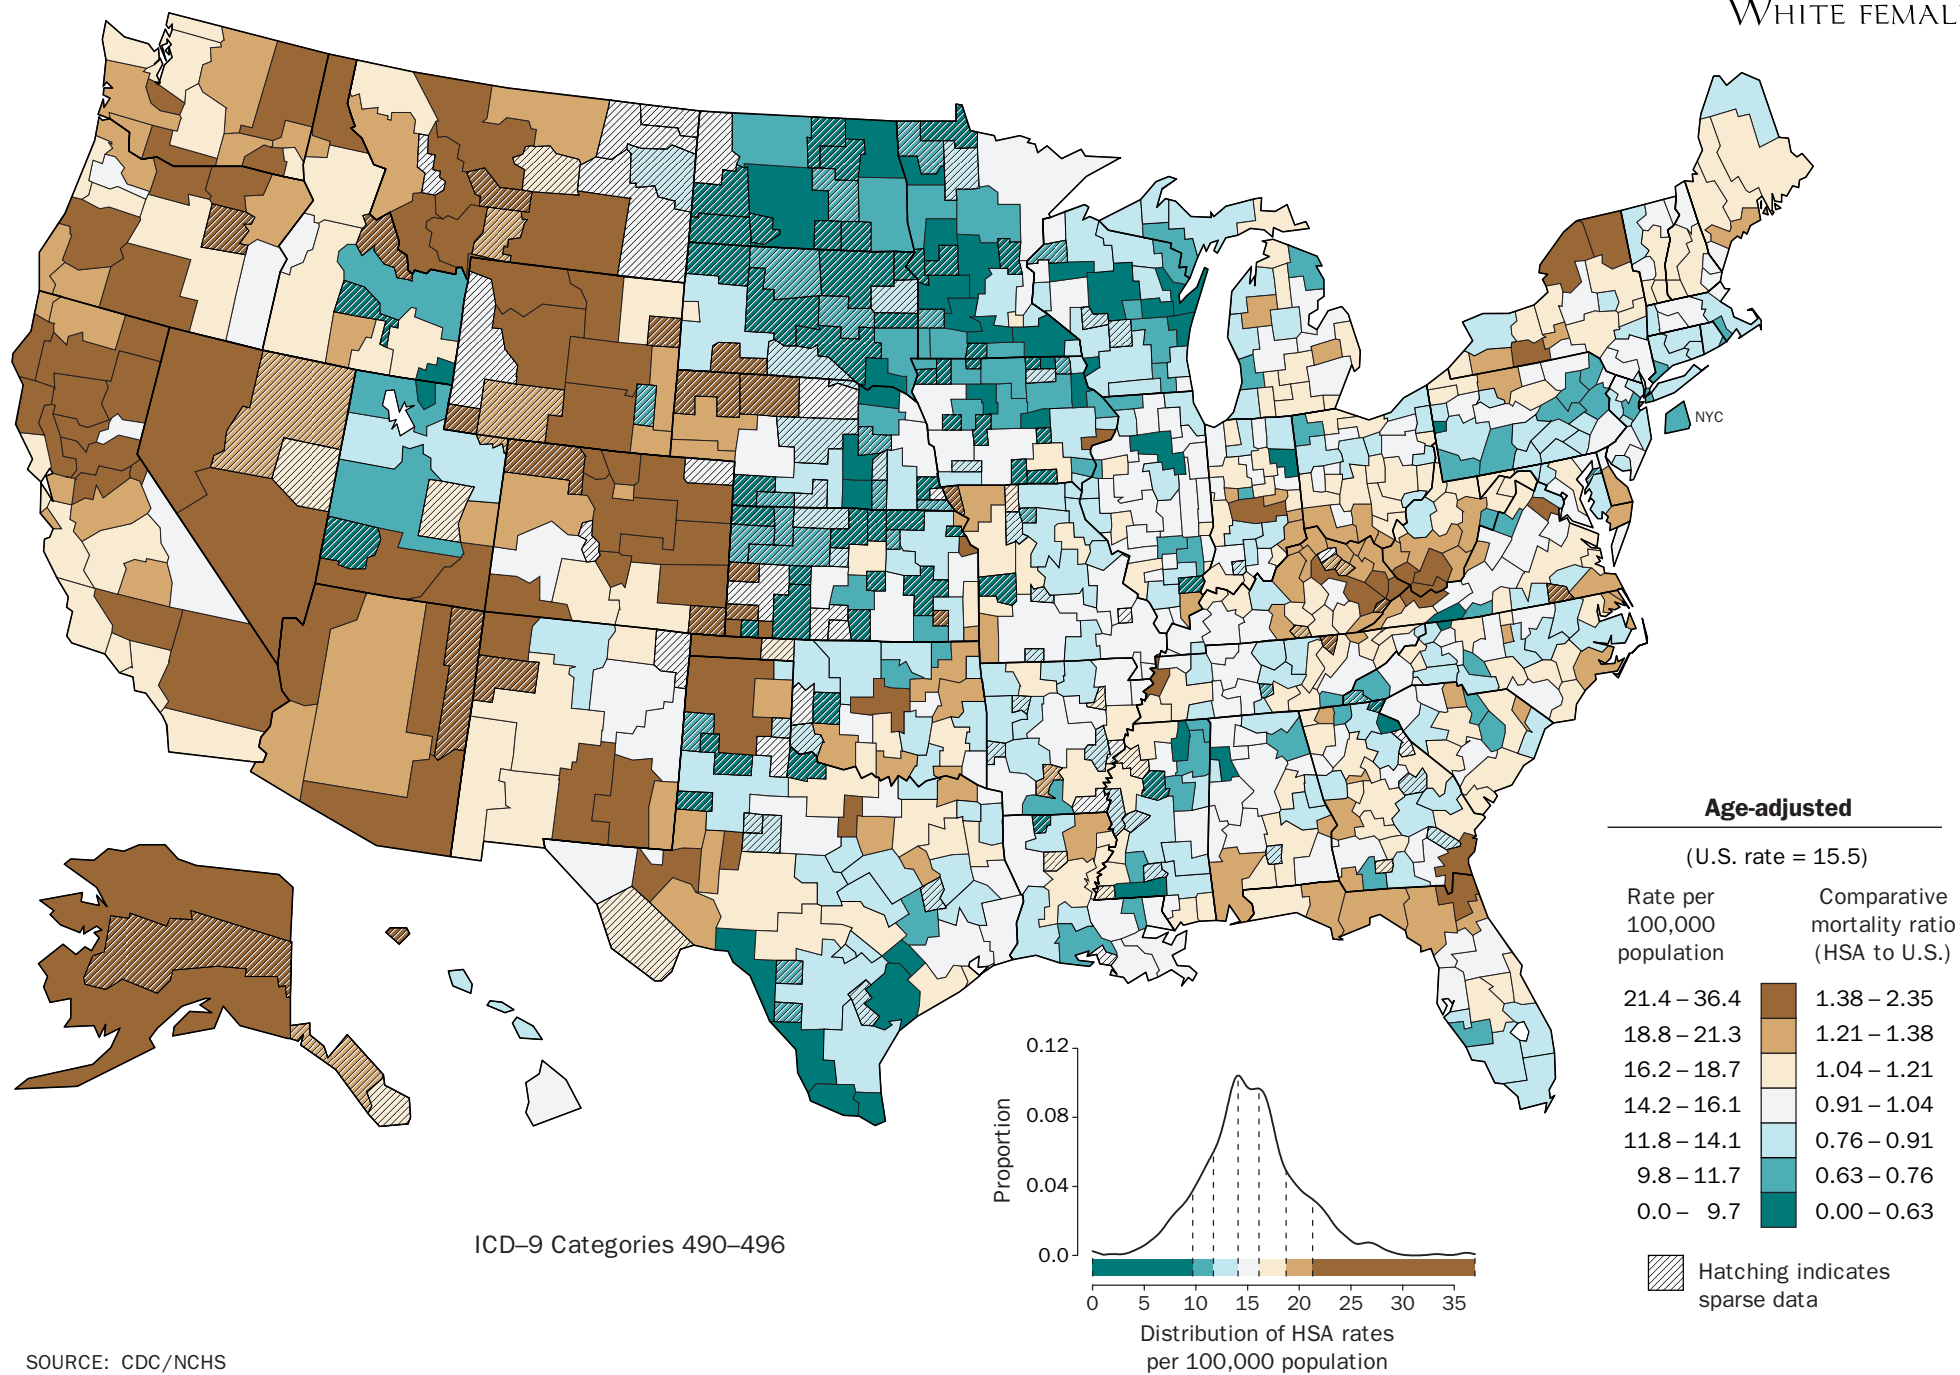 WHITE FEMAL
NYC
Age-adjusted
(U.S. rate = 15.5)
Rate per
100,000
population
Comparative
mortality ratio
(HSA to U.S.)
21.4 – 36.4 1.38 – 2.35
18.8 – 21.3 1.21 – 1.38
16.2 – 18.7 1.04 – 1.21
14.2 – 16.1 0.91 – 1.04
11.8 – 14.1 0.76 – 0.91
9.8 – 11.7 0.63 – 0.76
0.0 – 9.7 0.00 – 0.63
Hatching indicates
sparse data
0.12
0.08
0.04
0.0
Proportion
0 5 10 15 20 25 30 35
Distribution of HSA rates
per 100,000 population
ICD–9 Categories 490–496
SOURCE: CDC/NCHS